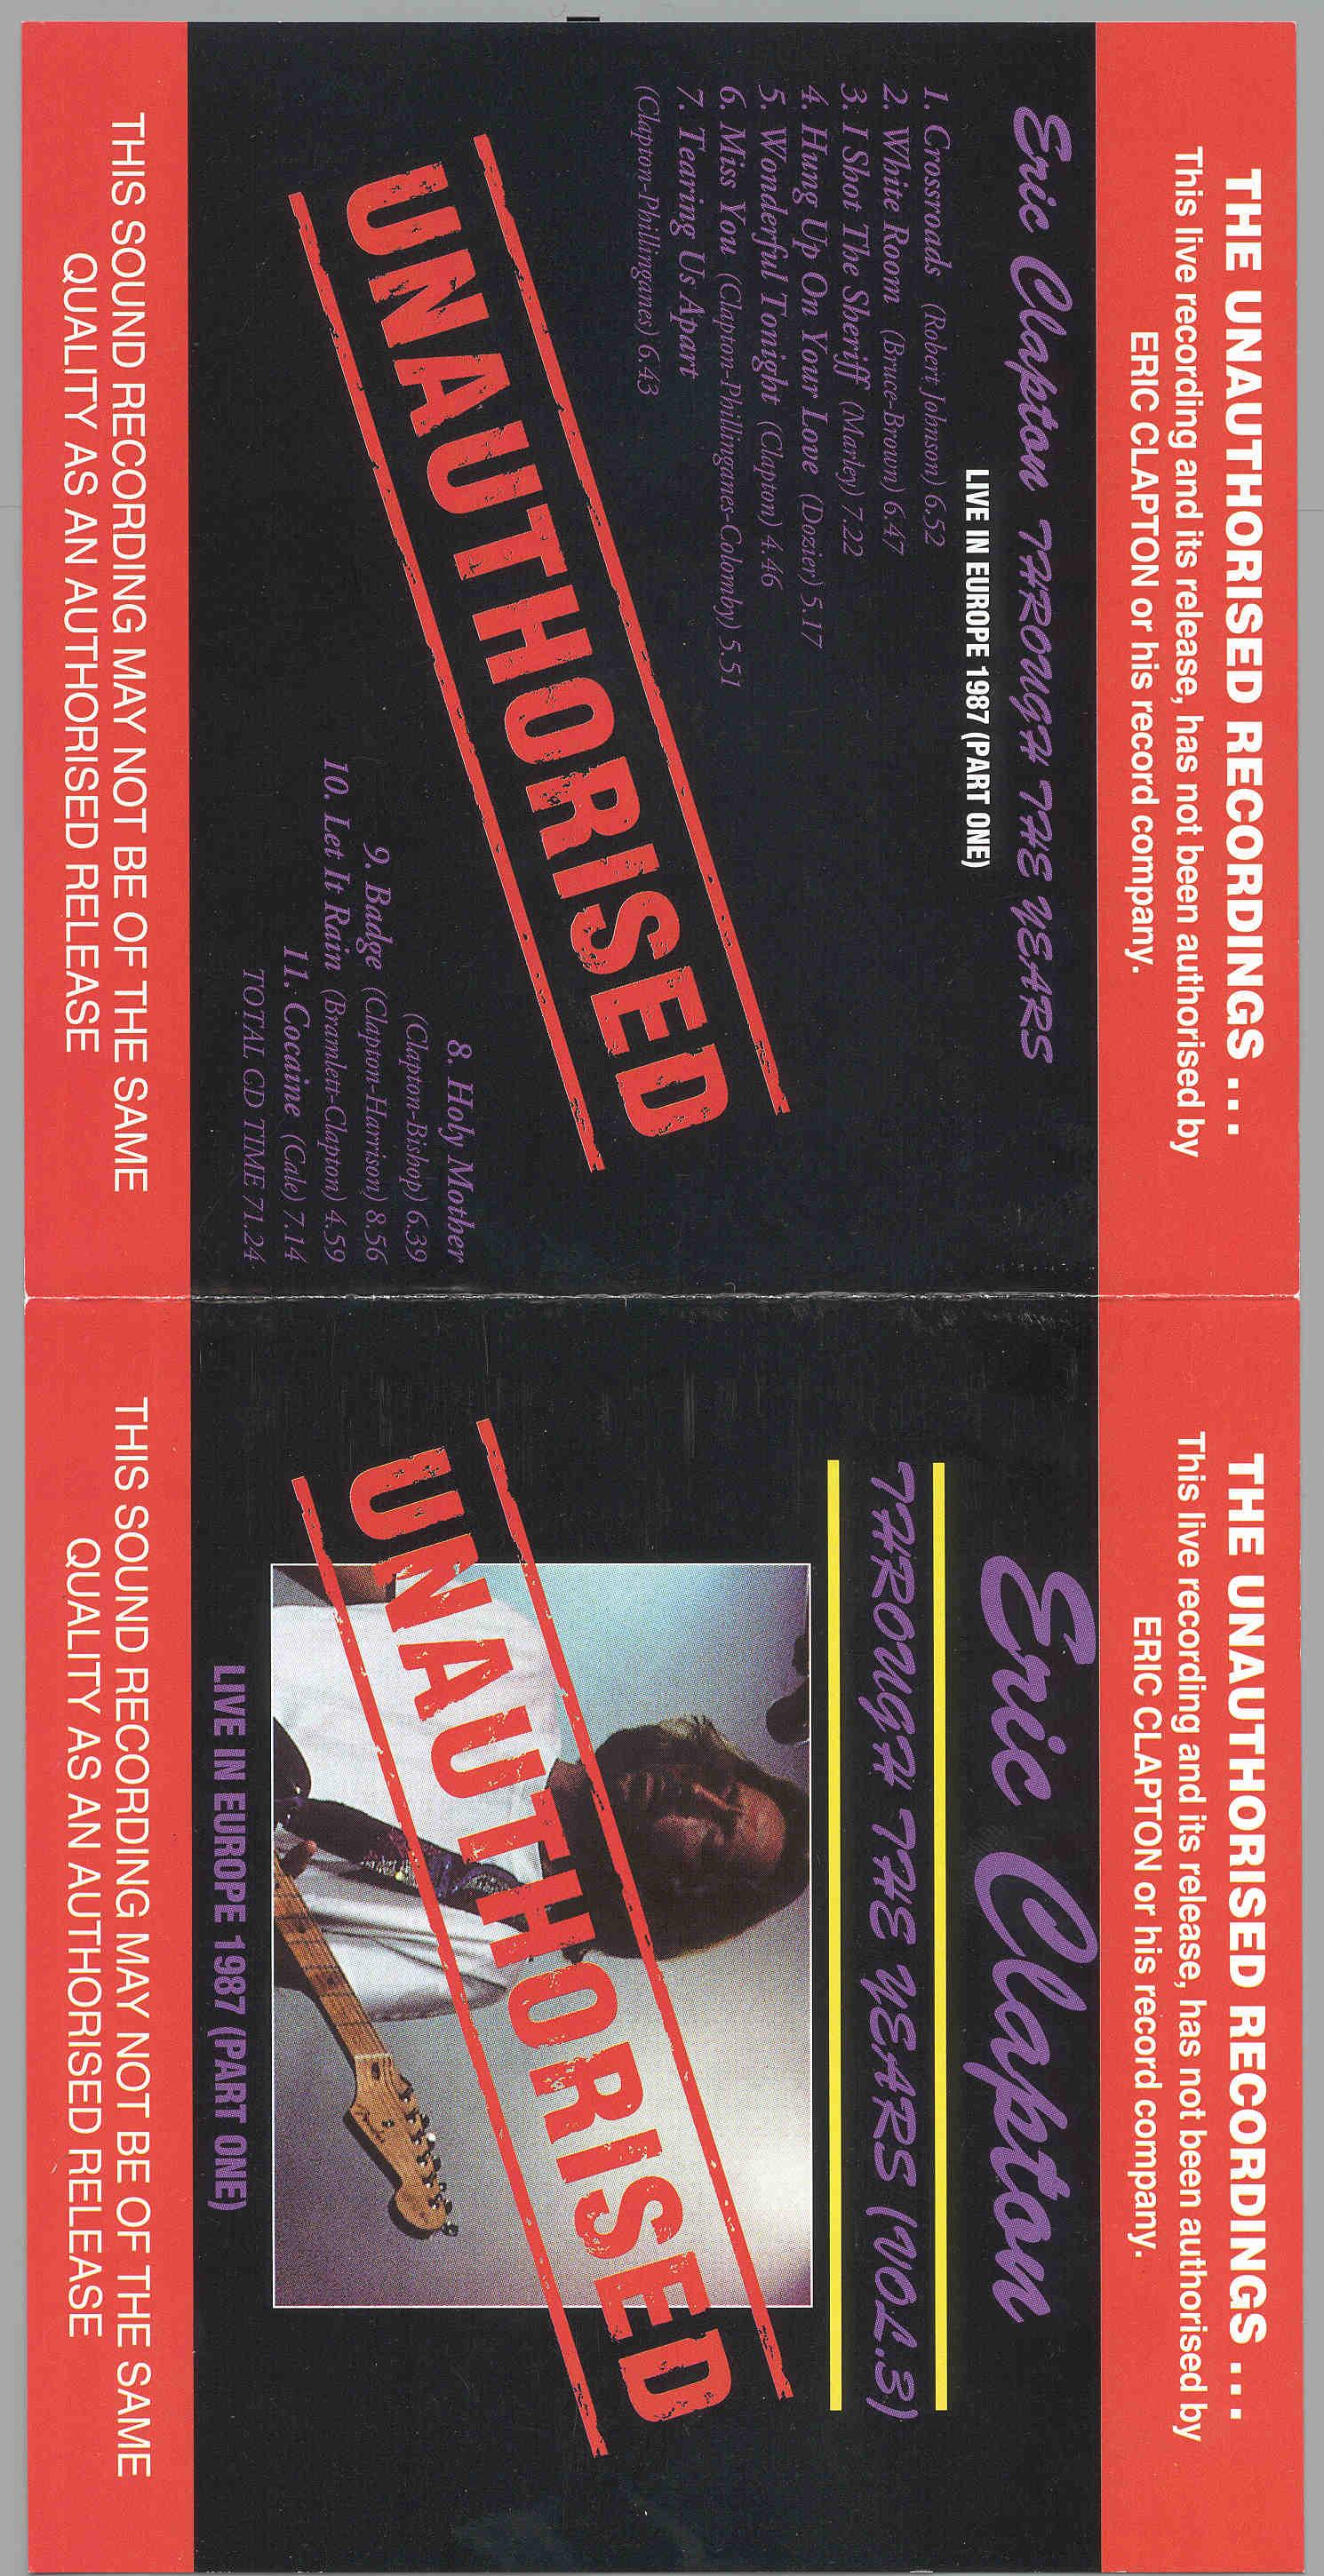 THE UNAUTHORISED RECORDINGS ...
This live recording and its release, has not been authorised by
ERIC CLAPTON or his record company.
Eric Clapton THROUGH THE YEARS
LIVE IN EUROPE 1987 (PART ONE)
1. Crossroads (Robert Johnson) 6.52
2. White Room (Bruce-Brown) 6.47
3. I Shot The Sheriff (Marley) 7.22
4. Hung Up On Your Love (Dozier) 5.17
5. Wonderful Tonight (Clapton) 4.46
6. Miss You (Clapton-Phillinganes-Colomby) 5.51
7. Tearing Us Apart
(Clapton-Phillinganes) 6.43
UNAUTHORISED
8. Holy Mother
(Clapton-Bishop) 6.39
9. Badge (Clapton-Harrison) 8.56
10. Let It Rain (Bramlett-Clapton) 4.59
11. Cocaine (Cale) 7.14
TOTAL CD TIME 71.24
THIS SOUND RECORDING MAY NOT BE OF THE SAME
QUALITY AS AN AUTHORISED RELEASE
THE UNAUTHORISED RECORDINGS ...
This live recording and its release, has not been authorised by
ERIC CLAPTON or his record company.
Eric Clapton
THROUGH THE YEARS (VOL.3)
UNAUTHORISED
LIVE IN EUROPE 1987 (PART ONE)
THIS SOUND RECORDING MAY NOT BE OF THE SAME
QUALITY AS AN AUTHORISED RELEASE